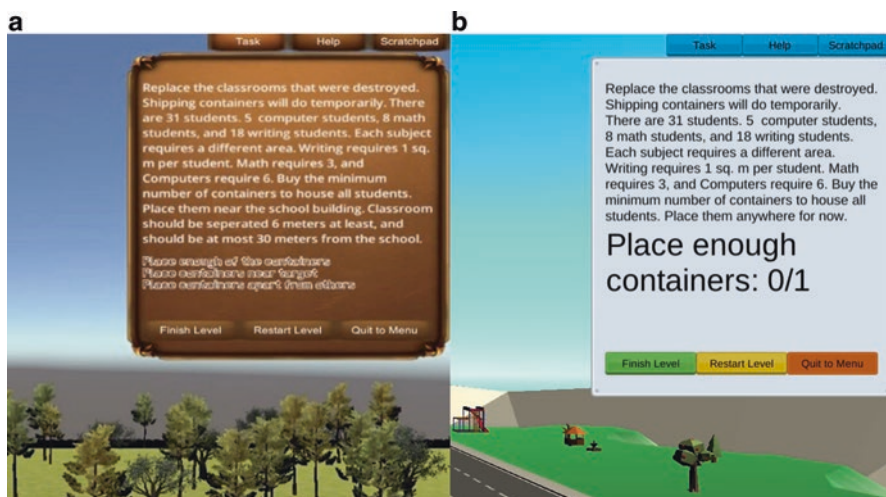 a
Task Help Scratchpad
Replace the classrooms that were destroyed.
Shipping containers will do temporarily. There
are 31 students. 5 computer students, 8 math
students, and 18 writing students. Each subject
requires a different area. Writing requires 1 sq.
m per student. Math requires 3, and
Computers require 6. Buy the minimum
number of containers to house all students.
Place them near the school building. Classroom
should be seperated 6 meters at least, and
should be at most 30 meters from the school.
Place enough of the containers
Place containers near target
Place containers apart from others
Finish Level Restart Level Quit to Menu
b
Task Help Scratchpad
Replace the classrooms that were destroyed.
Shipping containers will do temporarily.
There are 31 students. 5 computer students,
8 math students, and 18 writing students.
Each subject requires a different area.
Writing requires 1 sq. m per student. Math
requires 3, and Computers require 6. Buy the
minimum number of containers to house all
students. Place them anywhere for now.
Place enough
containers: 0/1
Finish Level Restart Level Quit to Menu